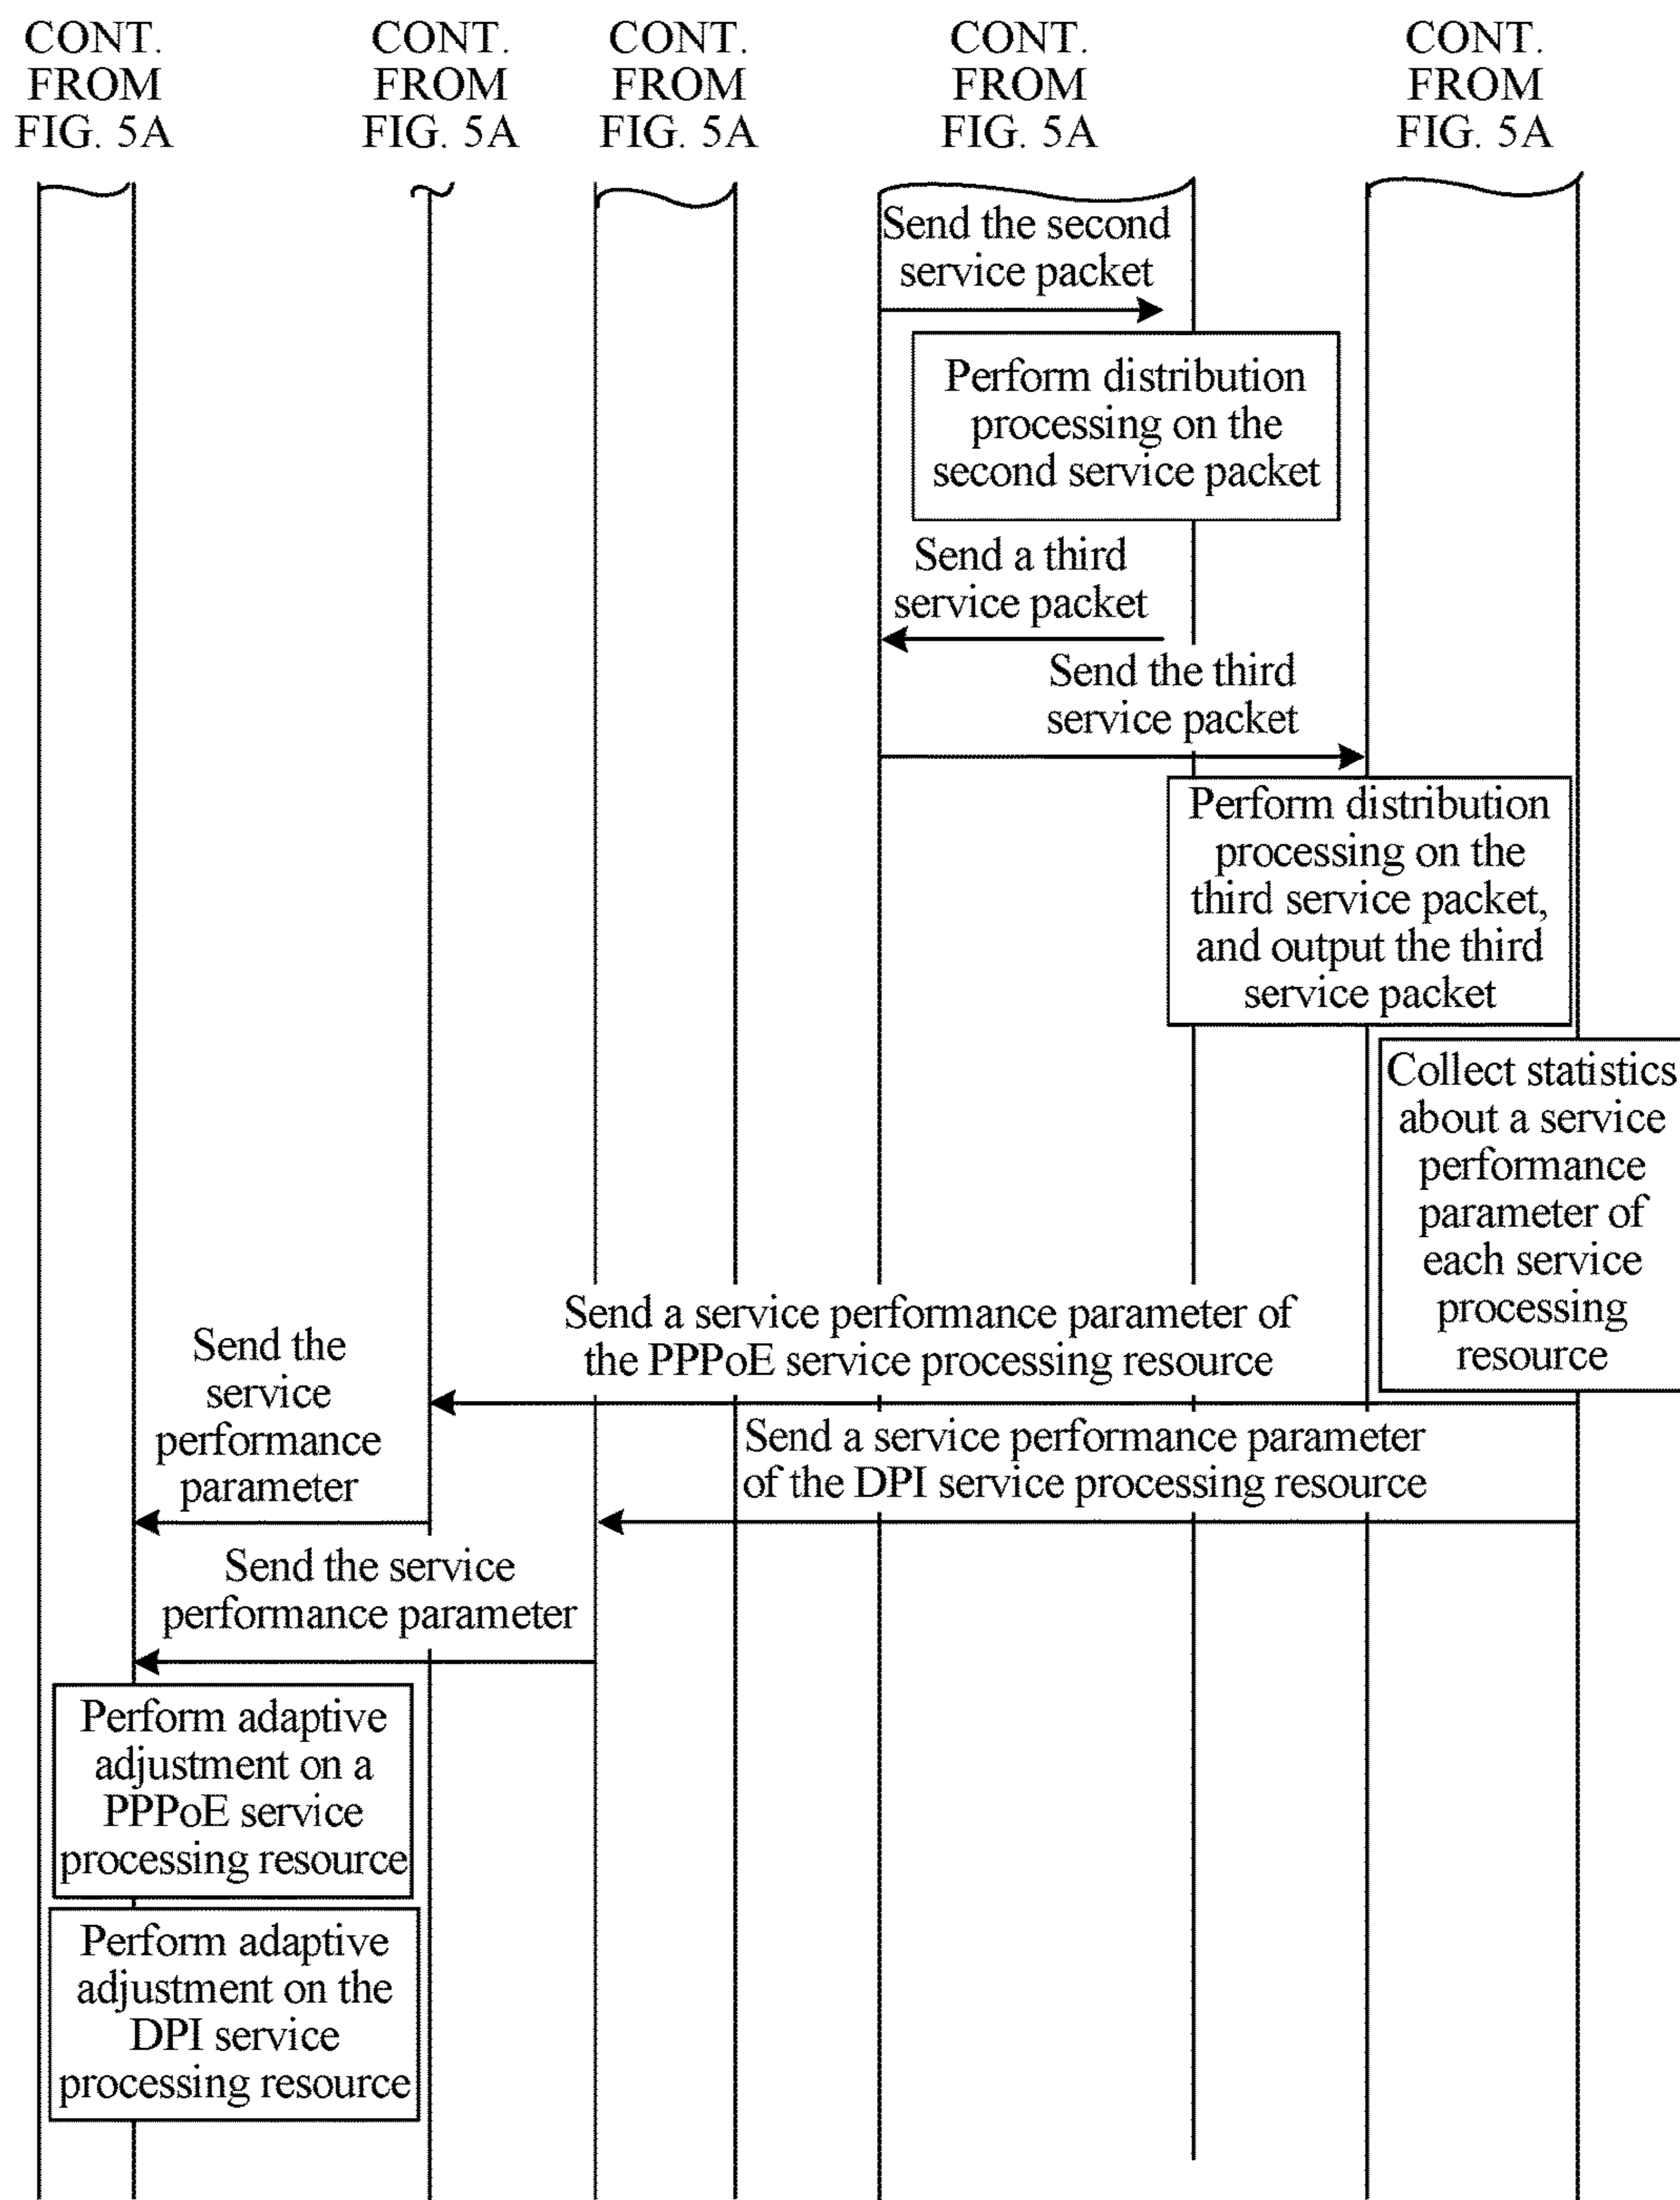 CONT.
FROM
FIG. 5A
CONT.
FROM
FIG. 5A
CONT.
FROM
FIG. 5A
CONT.
FROM
FIG. 5A
CONT.
FROM
FIG. 5A
Send the second
service packet
Perform distribution
processing on the
second service packet
Send a third
service packet
Send the third
service packet
Perform distribution
processing on the
third service packet,
and output the third
service packet
Collect statistics
about a service
performance
parameter of
each service
processing
resource
Send a service performance parameter of
the PPPoE service processing resource
Send the
service
performance
parameter
Send a service performance parameter
of the DPI service processing resource
Send the service
performance parameter
Perform adaptive
adjustment on a
PPPoE service
processing resource
Perform adaptive
adjustment on the
DPI service
processing resource